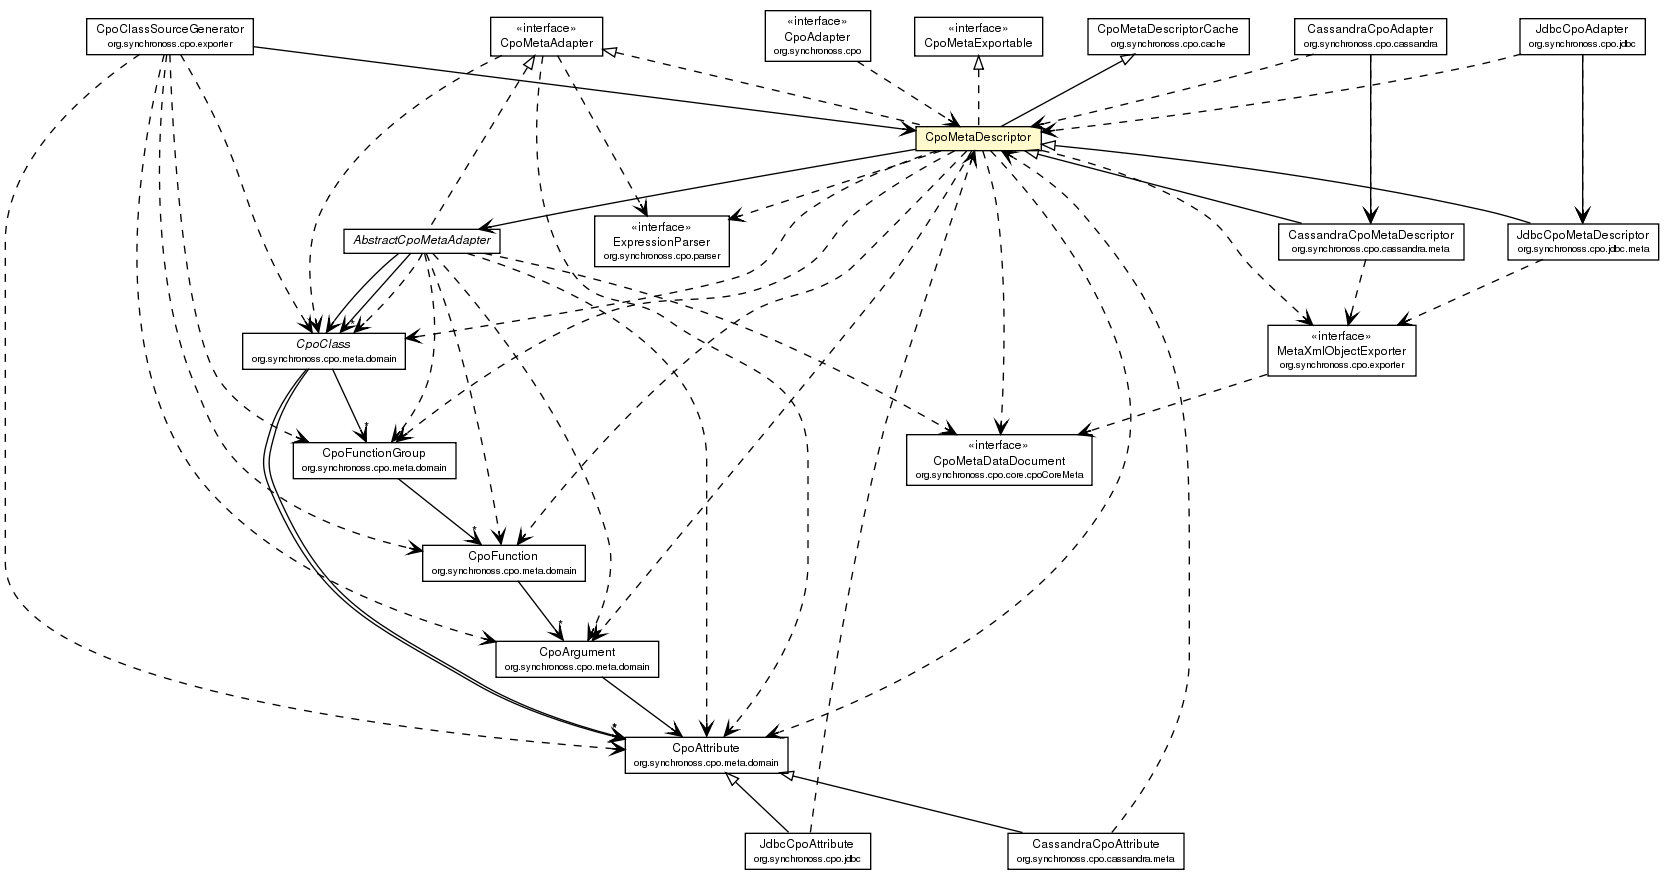 CpoClassSourceGenerator
org.synchronoss.cpo.exporter
«interface»
CpoMetaAdapter
«interface»
CpoAdapter
org.synchronoss.cpo
«interface»
CpoMetaExportable
CpoMetaDescriptorCache
org.synchronoss.cpo.cache
CassandraCpoAdapter
org.synchronoss.cpo.cassandra
JdbcCpoAdapter
org.synchronoss.cpo.jdbc
CpoMetaDescriptor
AbstractCpoMetaAdapter
«interface»
ExpressionParser
org.synchronoss.cpo.parser
CassandraCpoMetaDescriptor
org.synchronoss.cpo.cassandra.meta
JdbcCpoMetaDescriptor
org.synchronoss.cpo.jdbc.meta
*
CpoClass
org.synchronoss.cpo.meta.domain
«interface»
MetaXmlObjectExporter
org.synchronoss.cpo.exporter
*
CpoFunctionGroup
org.synchronoss.cpo.meta.domain
«interface»
CpoMetaDataDocument
org.synchronoss.cpo.core.cpoCoreMeta
*
CpoFunction
org.synchronoss.cpo.meta.domain
*
CpoArgument
org.synchronoss.cpo.meta.domain
*
CpoAttribute
org.synchronoss.cpo.meta.domain
JdbcCpoAttribute
org.synchronoss.cpo.jdbc
CassandraCpoAttribute
org.synchronoss.cpo.cassandra.meta